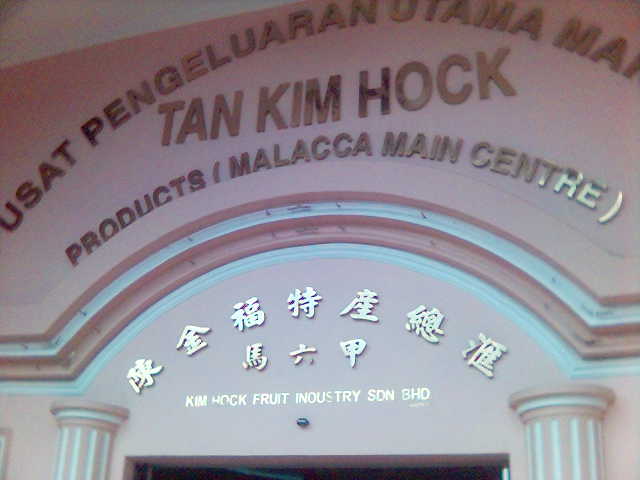 PUSAT PENGELUARAN UTAMA
TAN KIM HOCK
PRODUCTS (MALACCA MAIN CENTRE)
陳金福特產總滙
馬六甲
KIM HOCK FRUIT INDUSTRY SDN BHD